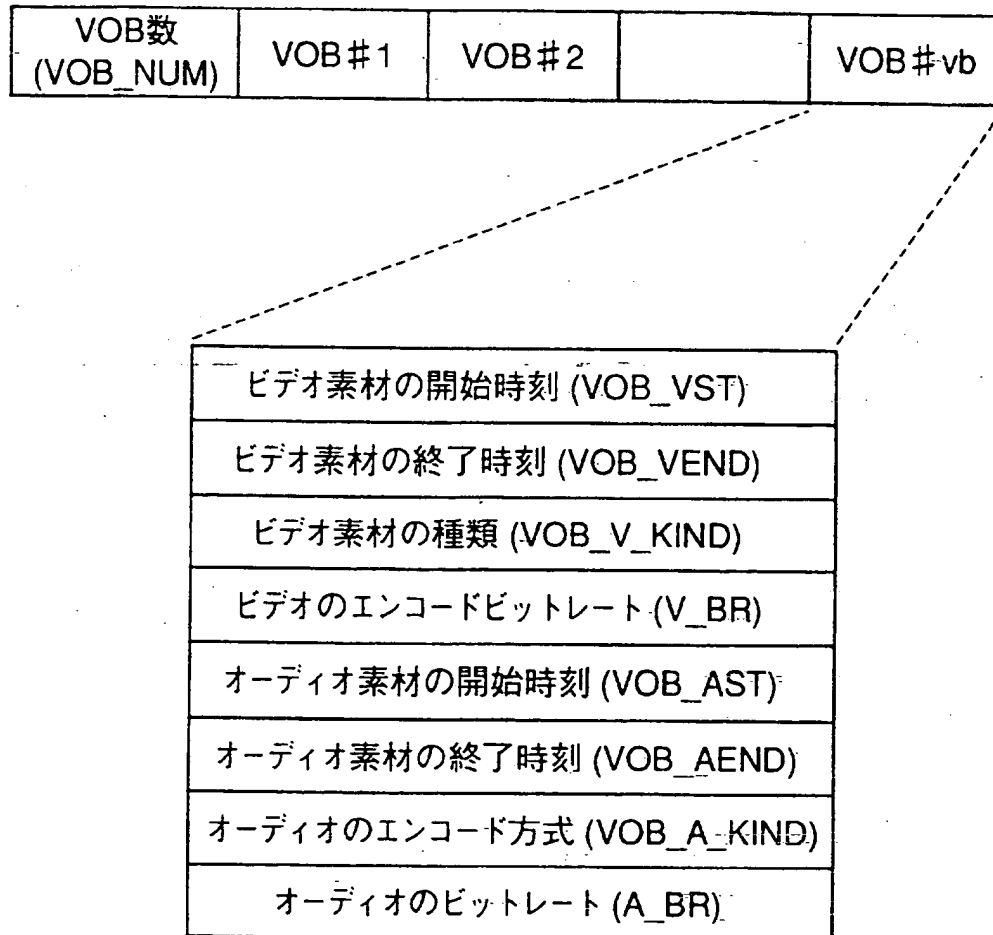 VOB数
(VOB_NUM)
VOB#1
VOB#2
VOB#vb
ビデオ素材の開始時刻 (VOB_VST)
ビデオ素材の終了時刻 (VOB_VEND)
ビデオ素材の種類 (VOB_V_KIND)
ビデオのエンコードビットレート (V_BR)
オーディオ素材の開始時刻 (VOB_AST)
オーディオ素材の終了時刻 (VOB_AEND)
オーディオのエンコード方式 (VOB_A_KIND)
オーディオのビットレート (A_BR)